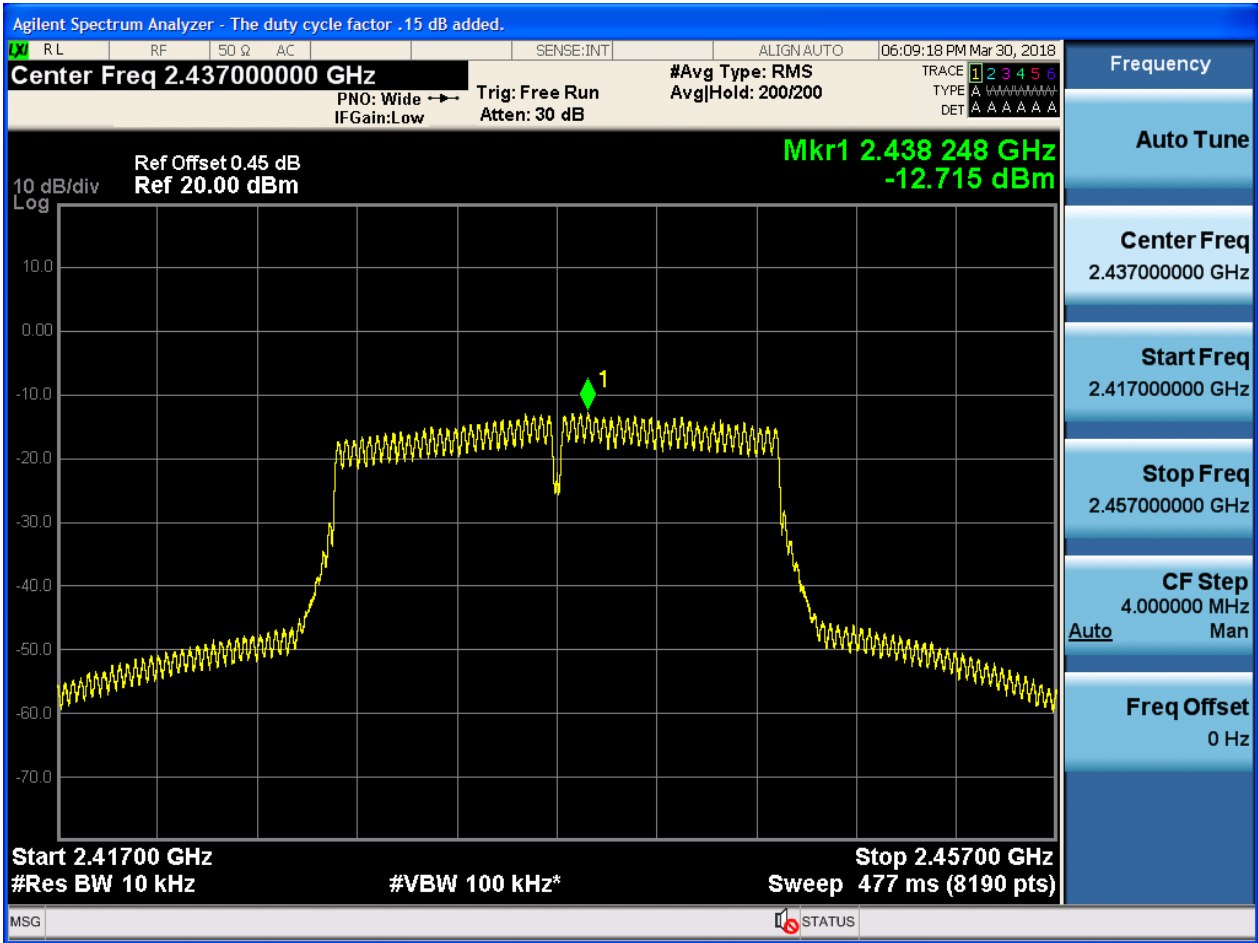 Agilent Spectrum Analyzer - The duty cycle factor .15 dB added.
LXI RL RF 50 Ω AC SENSE:INT ALIGN AUTO 06:09:18 PM Mar 30, 2018
Center Freq 2.437000000 GHz
PNO: Wide
IFGain:Low
Trig: Free Run
Atten: 30 dB
#Avg Type: RMS
Avg|Hold: 200/200
TRACE 1 2 3 4 5 6
TYPE A WWWWW
DET A A A A A A
Mkr1 2.438 248 GHz
-12.715 dBm
Ref Offset 0.45 dB
10 dB/div Ref 20.00 dBm
Log
10.0
0.00
1
-10.0
-20.0
-30.0
-40.0
-50.0
-60.0
-70.0
Start 2.41700 GHz Stop 2.45700 GHz
#Res BW 10 kHz #VBW 100 kHz* Sweep 477 ms (8190 pts)
MSG STATUS
Frequency
Auto Tune
Center Freq
2.437000000 GHz
Start Freq
2.417000000 GHz
Stop Freq
2.457000000 GHz
CF Step
4.000000 MHz
Auto Man
Freq Offset
0 Hz